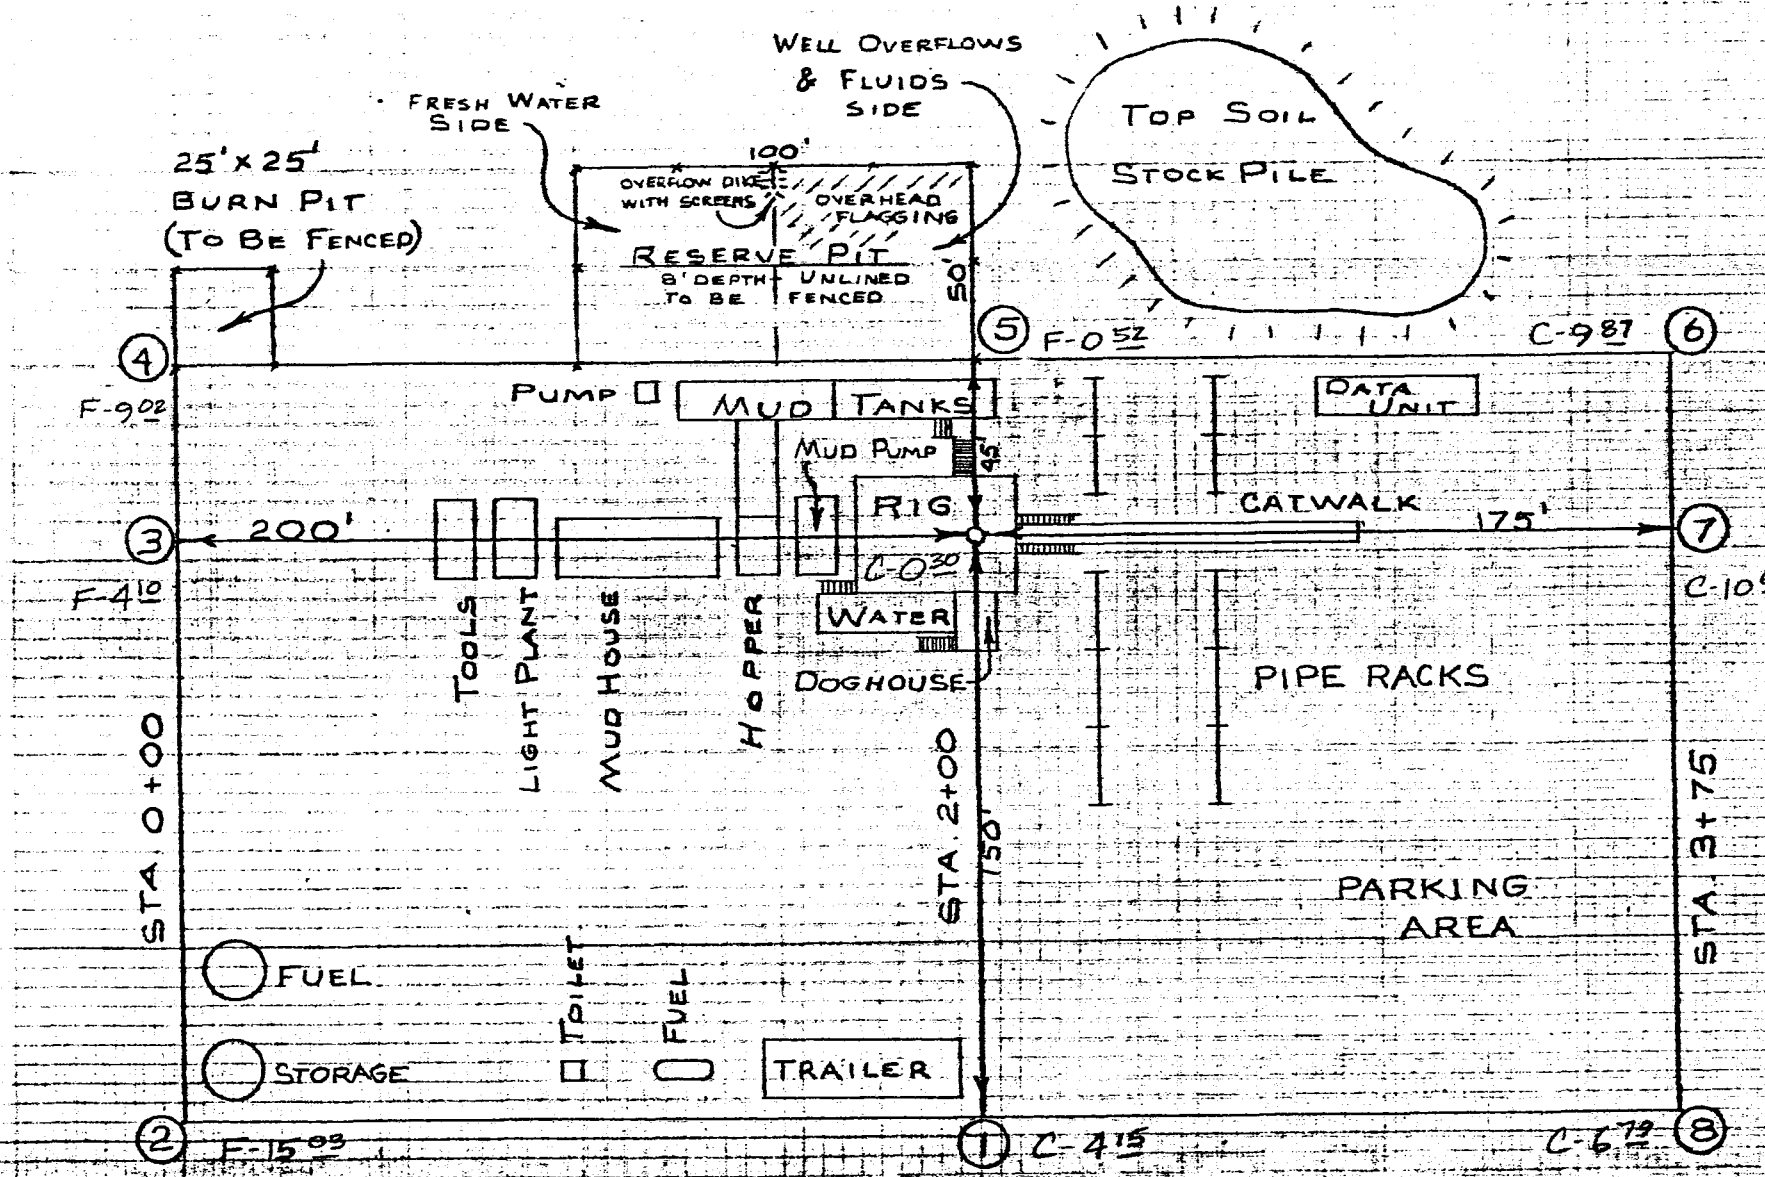 WELL OVERFLOWS
& FLUIDS
SIDE
FRESH WATER
SIDE
TOP SOIL
STOCK PILE
25' x 25'
BURN PIT
(TO BE FENCED)
100'
OVERFLOW DIKE
WITH SCREENS
OVERHEAD
FLAGGING
RESERVE PIT
8' DEPTH UNLINED
TO BE FENCED
50'
4
5
F-0 52
C-9 87
6
F-9 02
PUMP
MUD TANKS
DATA
UNIT
MUD PUMP
45'
RIG
CATWALK
3
200'
175'
7
C-0 30
F-4 10
C-10
TOOLS
LIGHT PLANT
MUD HOUSE
HOPPER
WATER
DOGHOUSE
PIPE RACKS
STA. 0+00
STA. 2+00
150'
STA. 3+75
PARKING
AREA
FUEL
TOILET
FUEL
STORAGE
TRAILER
2
F-15 03
1
C-4 15
C-6 79
8